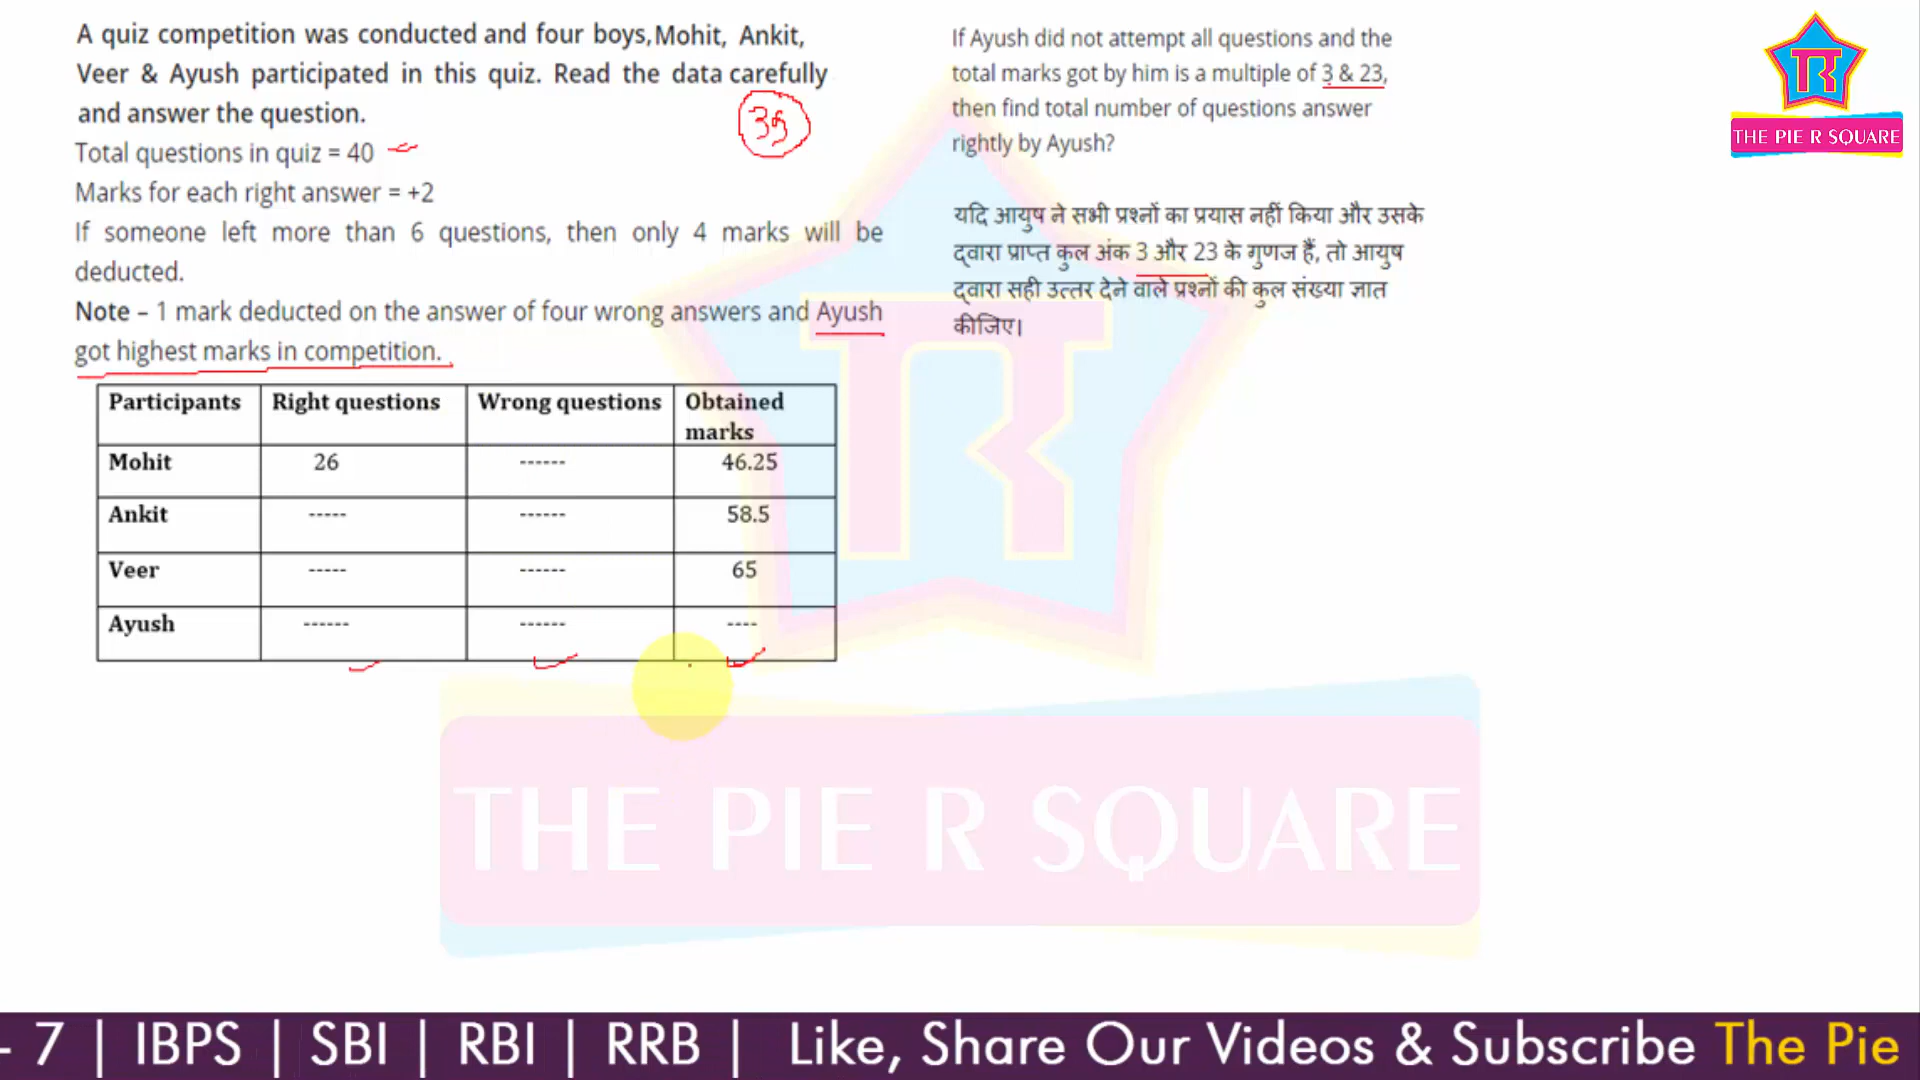 A quiz competition was conducted and four boys, Mohit, Ankit,
Veer & Ayush participated in this quiz. Read the data carefully
and answer the question.
Total questions in quiz = 40
Marks for each right answer = +2
If someone left more than 6 questions, then only 4 marks will be
deducted.
Note – 1 mark deducted on the answer of four wrong answers and Ayush
got highest marks in competition.
Participants Right questions Wrong questions Obtained
marks
Mohit 26 ------ 46.25
Ankit ----- ------ 58.5
Veer ----- ------ 65
Ayush ------ ------ ----
If Ayush did not attempt all questions and the
total marks got by him is a multiple of 3 & 23,
then find total number of questions answer
rightly by Ayush?
यदि आयुष ने सभी प्रश्नों का प्रयास नहीं किया और उसके
द्वारा प्राप्त कुल अंक 3 और 23 के गुणज हैं, तो आयुष
द्वारा सही उत्तर देने वाले प्रश्नों की कुल संख्या ज्ञात
कीजिए।
THE PIE R SQUARE
THE PIE R SQUARE
- 7 | IBPS | SBI | RBI | RRB | Like, Share Our Videos & Subscribe The Pie